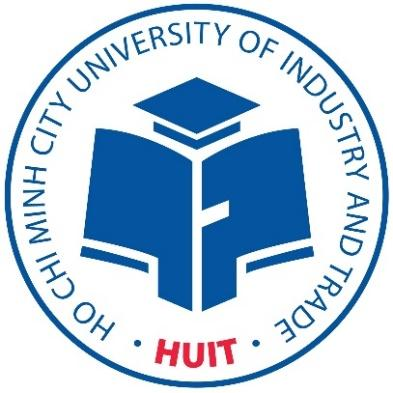 HO CHI MINH CITY UNIVERSITY OF INDUSTRY AND TRADE
• HUIT •